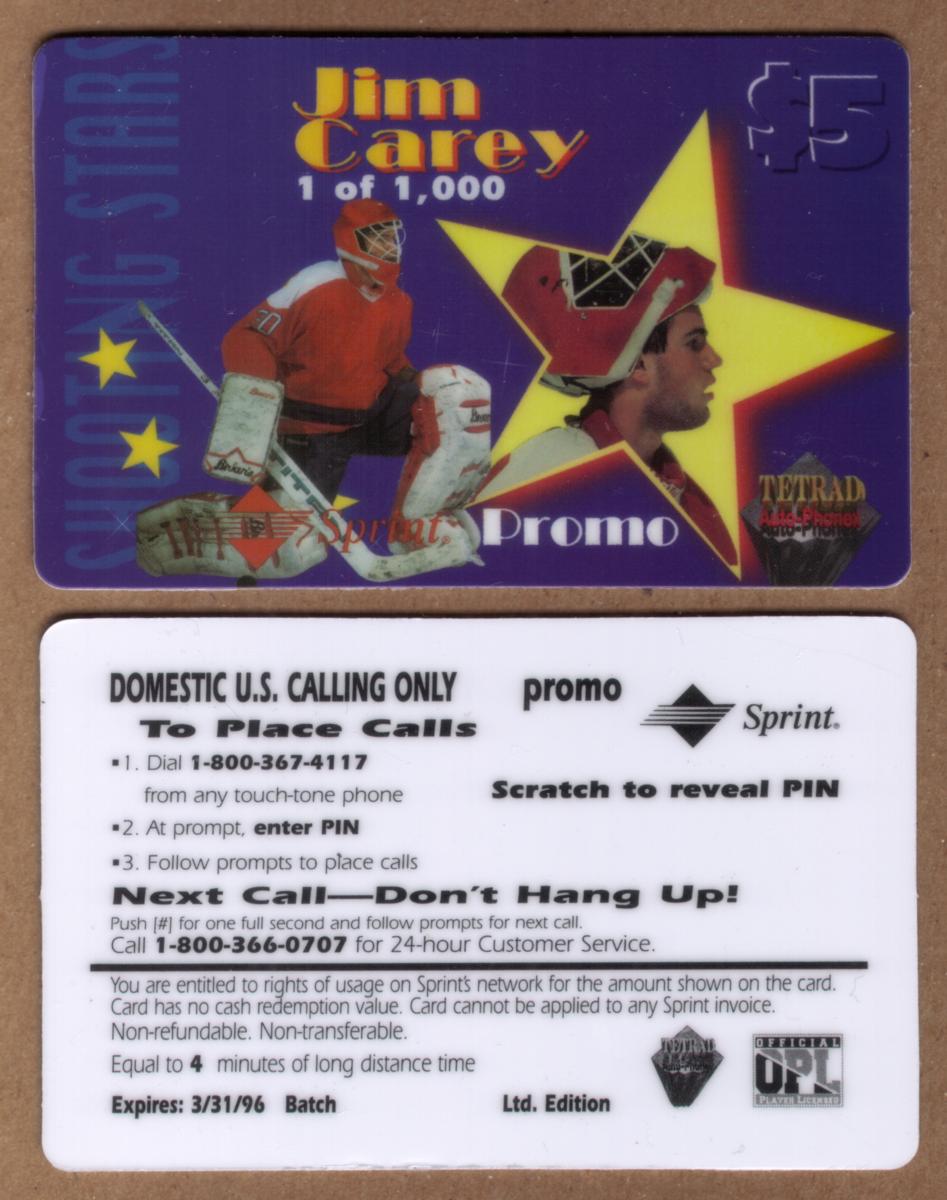 SHOOTING STARS
Jim
Carey
1 of 1,000
$5
30
Brian's
Sprint®
Promo
TETRAD
Auto-Phonex
DOMESTIC U.S. CALLING ONLY
promo
Sprint®
To Place Calls
▪1. Dial 1-800-367-4117
from any touch-tone phone
Scratch to reveal PIN
▪2. At prompt, enter PIN
▪3. Follow prompts to place calls
Next Call—Don't Hang Up!
Push [#] for one full second and follow prompts for next call.
Call 1-800-366-0707 for 24-hour Customer Service.
You are entitled to rights of usage on Sprint's network for the amount shown on the card.
Card has no cash redemption value. Card cannot be applied to any Sprint invoice.
Non-refundable. Non-transferable.
Equal to 4 minutes of long distance time
TETRAD
OFFICIAL
OPL
PLAYER LICENSED
Expires: 3/31/96 Batch
Ltd. Edition